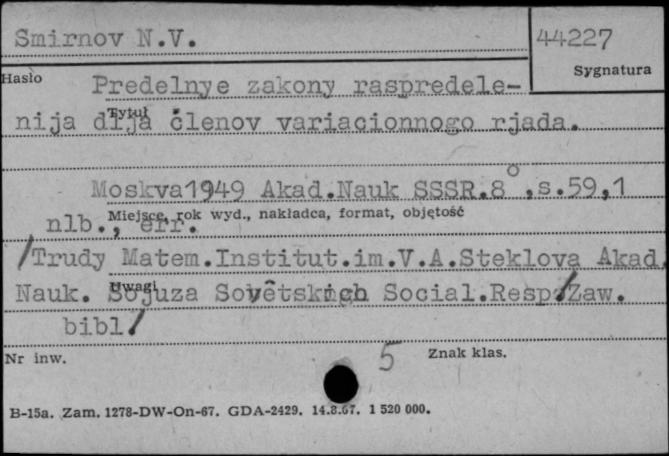 Smirnov N.V. 44227
Hasło Sygnatura
Predelnye zakony raspredele-
Tytuł
nija dlja členov variacionnogo rjada.
Moskva 1949 Akad.Nauk SSSR.8°,s.59,1
Miejsce, rok wyd., nakładca, format, objętość
nlb., err.
/Trudy Matem.Institut.im.V.A.Steklova Akad.
Uwagi
Nauk. Sojuza Sovětskich Social.Resp./Zaw.
bibl/
Nr inw. 5 Znak klas.
B-15a. Zam. 1278-DW-On-67. GDA-2429. 14.8.67. 1 520 000.